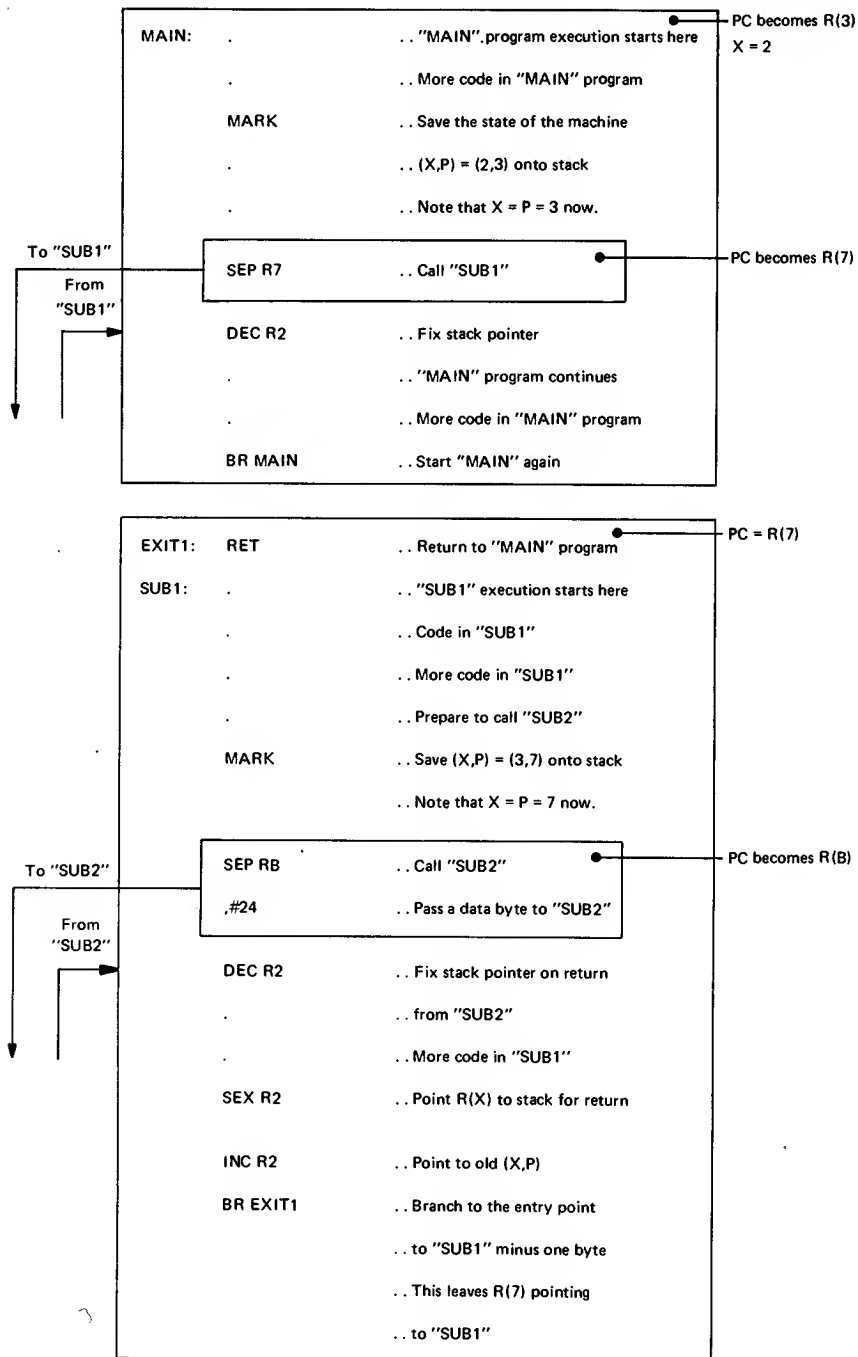 PC becomes R(3)
MAIN: . .. "MAIN".program execution starts here
X = 2
. .. More code in "MAIN" program
MARK .. Save the state of the machine
. .. (X,P) = (2,3) onto stack
. .. Note that X = P = 3 now.
To "SUB1"
SEP R7 .. Call "SUB1"
PC becomes R(7)
From
"SUB1"
DEC R2 .. Fix stack pointer
. .. "MAIN" program continues
. .. More code in "MAIN" program
BR MAIN .. Start "MAIN" again
PC = R(7)
EXIT1: RET .. Return to "MAIN" program
SUB1: . .. "SUB1" execution starts here
. .. Code in "SUB1"
. .. More code in "SUB1"
. .. Prepare to call "SUB2"
MARK .. Save (X,P) = (3,7) onto stack
.. Note that X = P = 7 now.
To "SUB2"
SEP RB .. Call "SUB2"
PC becomes R(B)
,#24 .. Pass a data byte to "SUB2"
From
"SUB2"
DEC R2 .. Fix stack pointer on return
. .. from "SUB2"
. .. More code in "SUB1"
SEX R2 .. Point R(X) to stack for return
INC R2 .. Point to old (X,P)
BR EXIT1 .. Branch to the entry point
.. to "SUB1" minus one byte
.. This leaves R(7) pointing
.. to "SUB1"